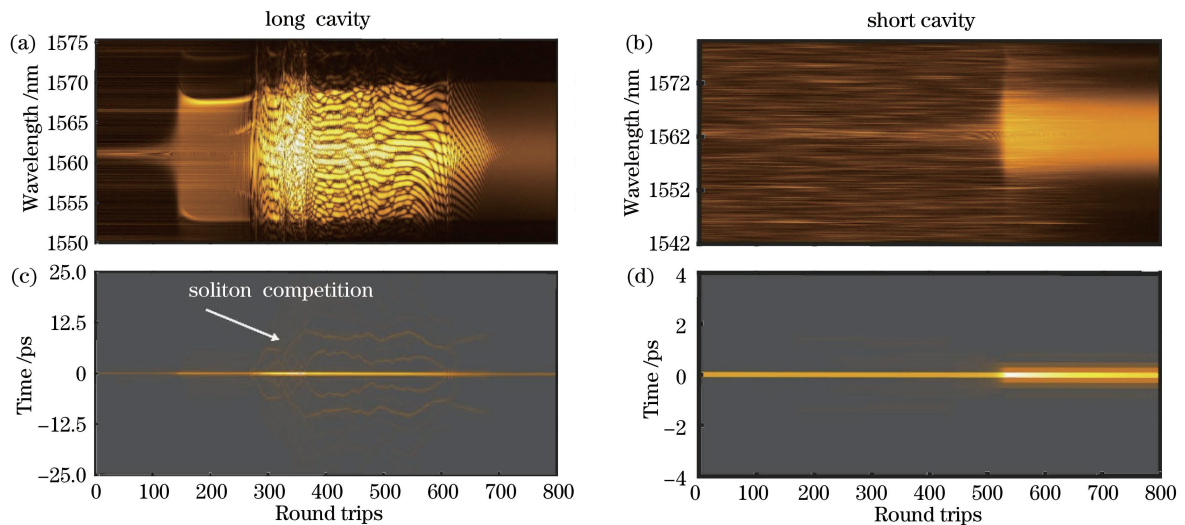 long cavity
short cavity
(a)
1575
1570
1565
1560
1553
1550
Wavelength /nm
(b)
1572
1562
1552
1542
Wavelength /nm
(c)
25.0
12.5
0
−12.5
−25.0
Time /ps
soliton competition
0 100 200 300 400 500 600 700 800
Round trips
(d)
4
2
0
−2
−4
Time /ps
0 100 200 300 400 500 600 700 800
Round trips